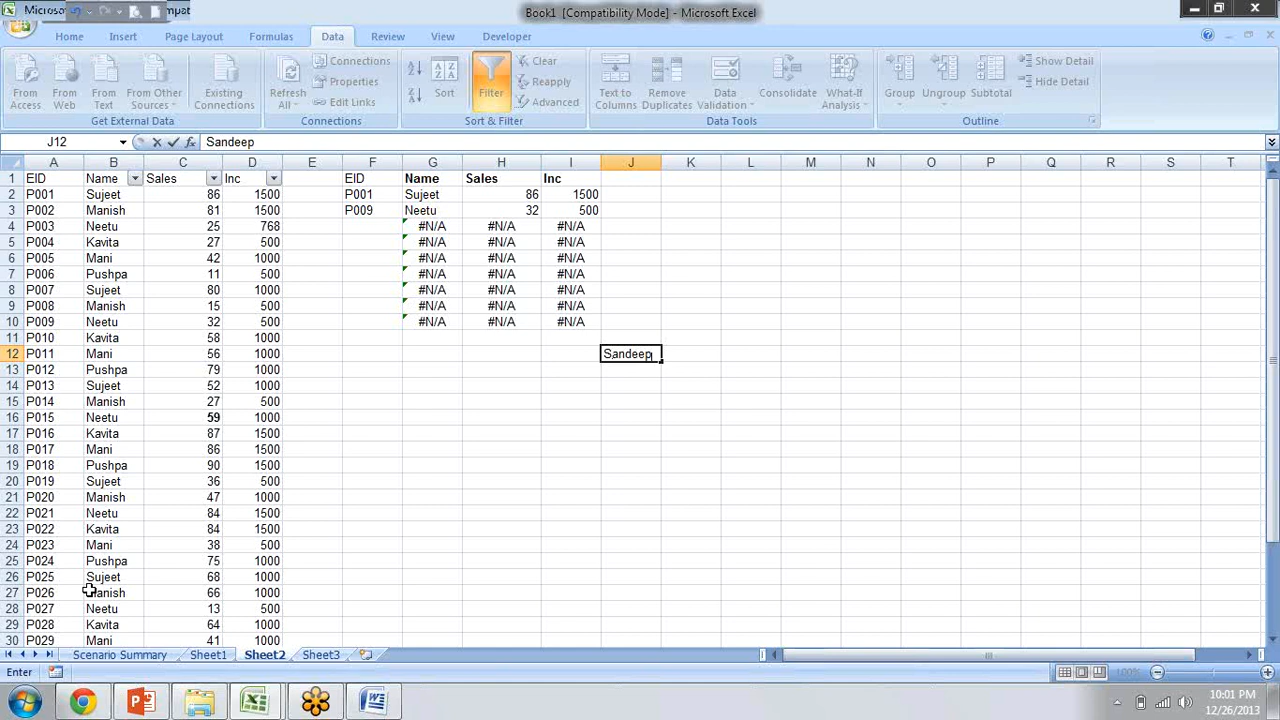 Book1 [Compatibility Mode] - Microsoft Excel
Home Insert Page Layout Formulas Data Review View Developer
From Access From Web From Text From Other Sources Existing Connections Refresh All Connections Properties Edit Links Sort Filter Clear Reapply Advanced Text to Columns Remove Duplicates Data Validation Consolidate What-If Analysis Group Ungroup Subtotal Show Detail Hide Detail
Get External Data Connections Sort & Filter Data Tools Outline
J12 fx Sandeep
A B C D E F G H I J K L M N O P Q R S T
1 EID Name Sales Inc EID Name Sales Inc
2 P001 Sujeet 86 1500 P001 Sujeet 86 1500
3 P002 Manish 81 1500 P009 Neetu 32 500
4 P003 Neetu 25 768 #N/A #N/A #N/A
5 P004 Kavita 27 500 #N/A #N/A #N/A
6 P005 Mani 42 1000 #N/A #N/A #N/A
7 P006 Pushpa 11 500 #N/A #N/A #N/A
8 P007 Sujeet 80 1000 #N/A #N/A #N/A
9 P008 Manish 15 500 #N/A #N/A #N/A
10 P009 Neetu 32 500 #N/A #N/A #N/A
11 P010 Kavita 58 1000
12 P011 Mani 56 1000 Sandeep
13 P012 Pushpa 79 1000
14 P013 Sujeet 52 1000
15 P014 Manish 27 500
16 P015 Neetu 59 1000
17 P016 Kavita 87 1500
18 P017 Mani 86 1500
19 P018 Pushpa 90 1500
20 P019 Sujeet 36 500
21 P020 Manish 47 1000
22 P021 Neetu 84 1500
23 P022 Kavita 84 1500
24 P023 Mani 38 500
25 P024 Pushpa 75 1000
26 P025 Sujeet 68 1000
27 P026 Manish 66 1000
28 P027 Neetu 13 500
29 P028 Kavita 64 1000
30 P029 Mani 41 1000
Scenario Summary Sheet1 Sheet2 Sheet3
Enter 100%
10:01 PM
12/26/2013